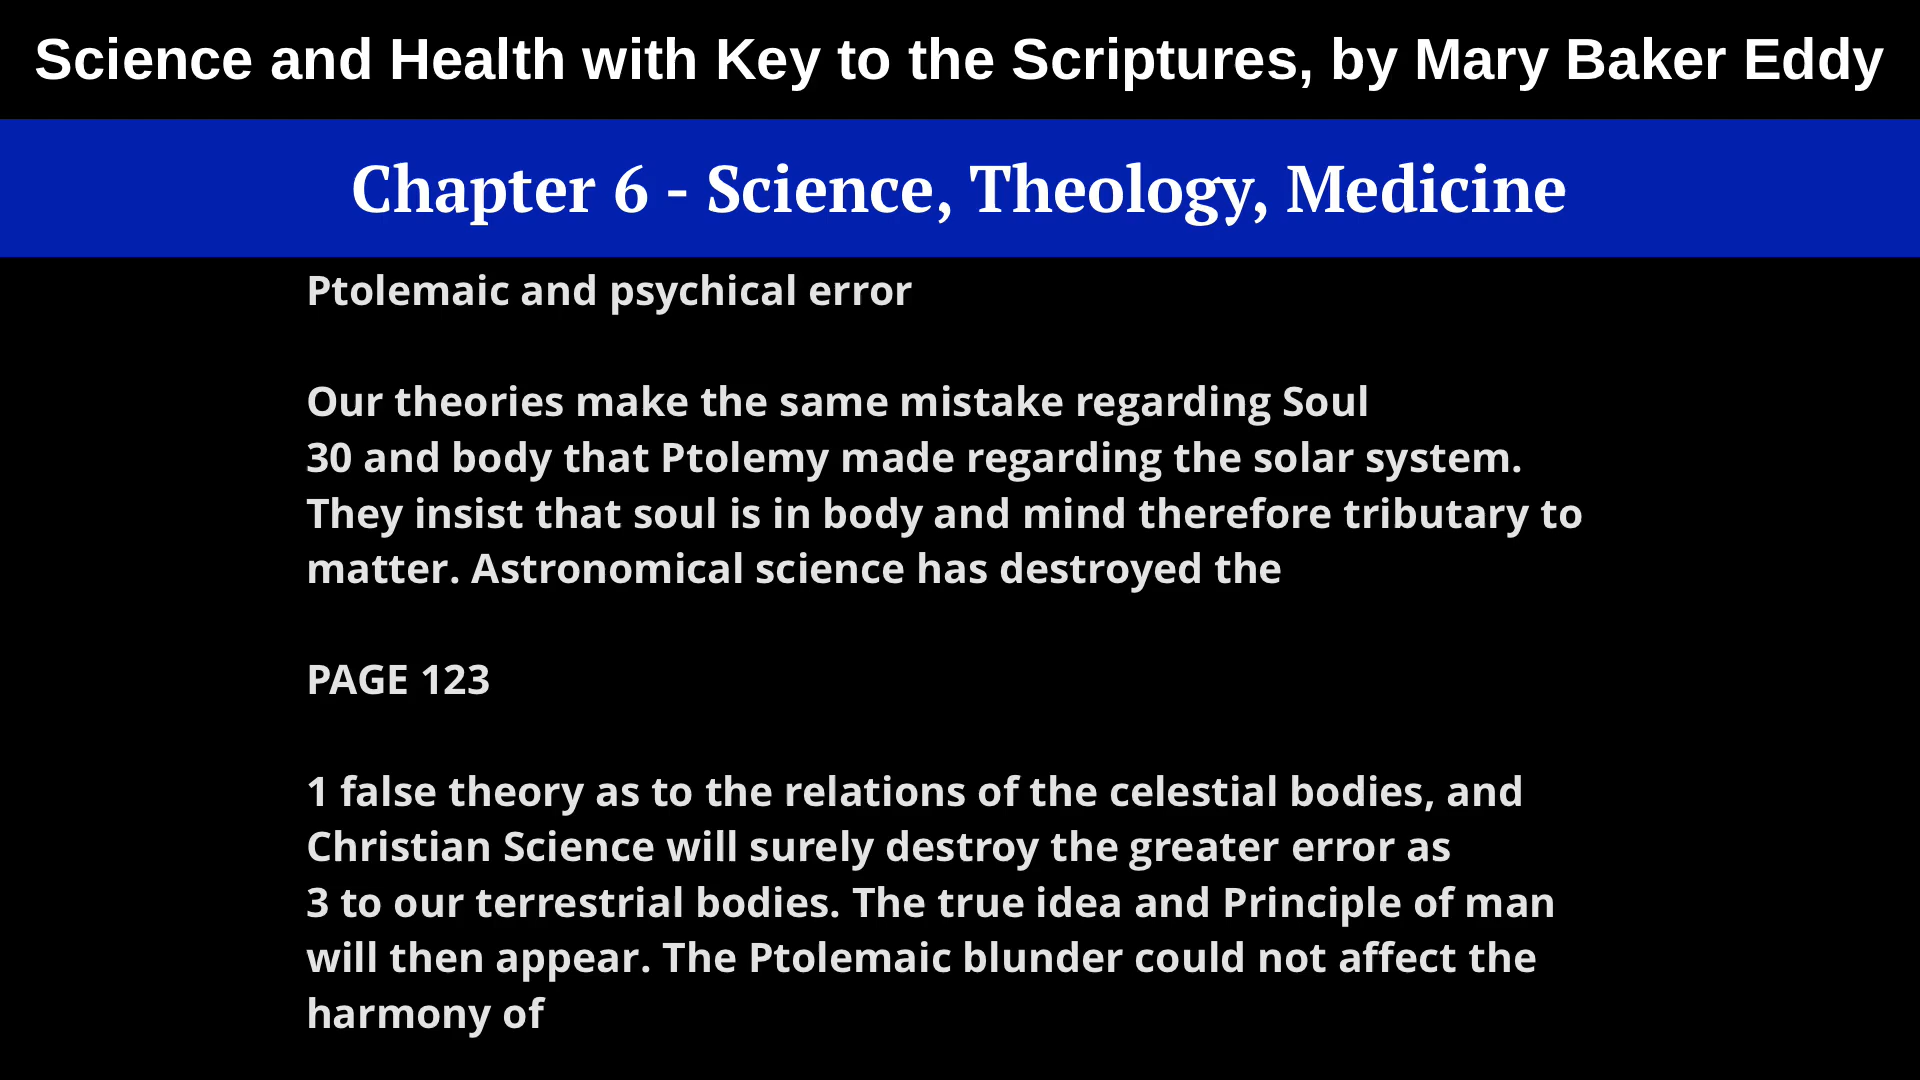 Science and Health with Key to the Scriptures, by Mary Baker Eddy
Chapter 6 - Science, Theology, Medicine
Ptolemaic and psychical error
Our theories make the same mistake regarding Soul
30 and body that Ptolemy made regarding the solar system.
They insist that soul is in body and mind therefore tributary to
matter. Astronomical science has destroyed the
PAGE 123
1 false theory as to the relations of the celestial bodies, and
Christian Science will surely destroy the greater error as
3 to our terrestrial bodies. The true idea and Principle of man
will then appear. The Ptolemaic blunder could not affect the
harmony of